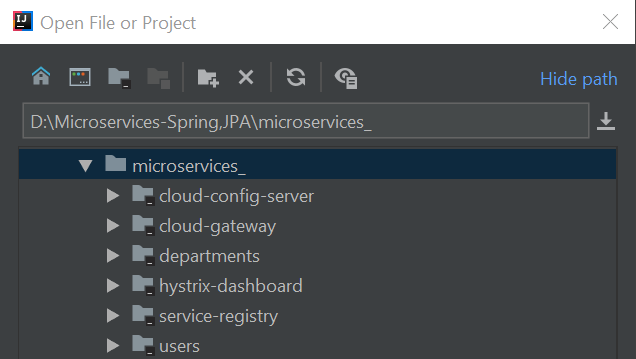 IJ
Open File or Project
Hide path
D:\Microservices-Spring,JPA\microservices_
microservices_
cloud-config-server
cloud-gateway
departments
hystrix-dashboard
service-registry
users